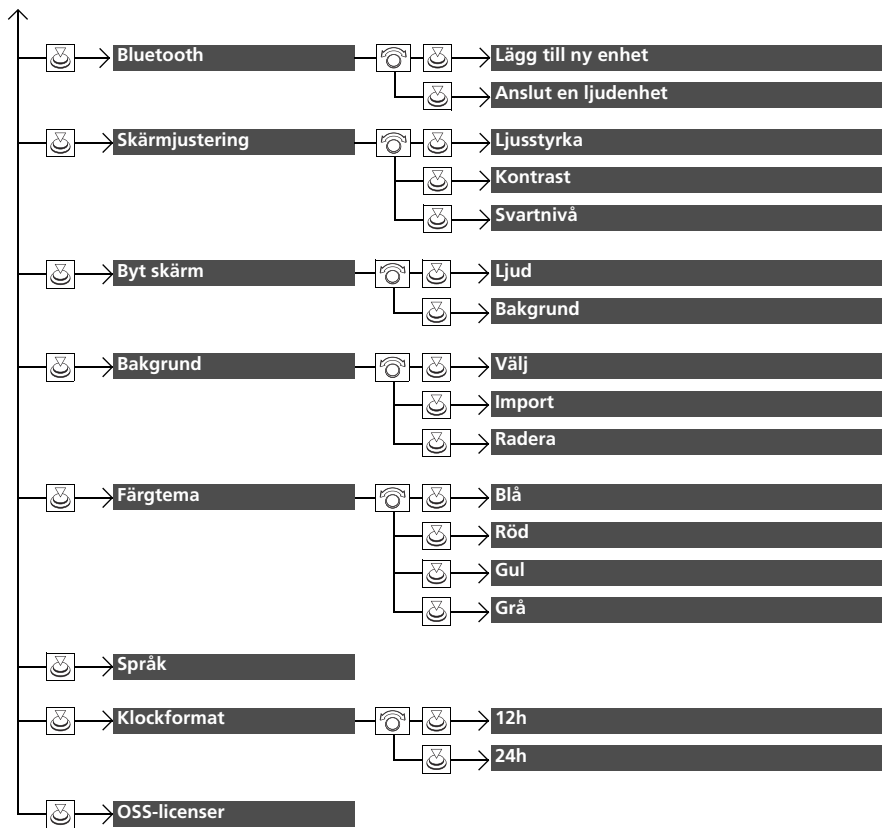 Bluetooth
Lägg till ny enhet
Anslut en ljudenhet
Skärmjustering
Ljusstyrka
Kontrast
Svartnivå
Byt skärm
Ljud
Bakgrund
Bakgrund
Välj
Import
Radera
Färgtema
Blå
Röd
Gul
Grå
Språk
Klockformat
12h
24h
OSS-licenser